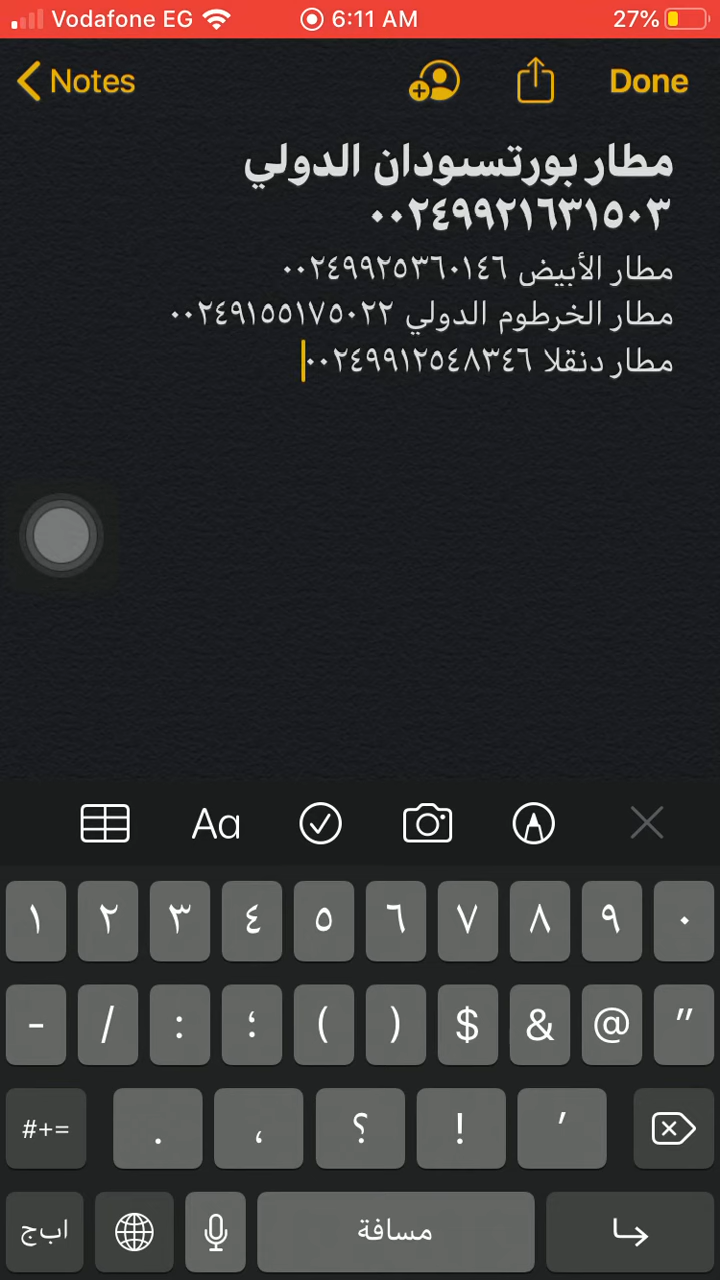 Vodafone EG 6:11 AM 27%
Notes Done
مطار بورتسودان الدولي
٠٠٢٤٩٩٢١٦٣١٥٠٣
مطار الأبيض ٠٠٢٤٩٩٢٥٣٦٠١٤٦
مطار الخرطوم الدولي ٠٠٢٤٩١٥٥١٧٥٠٢٢
مطار دنقلا ٠٠٢٤٩٩١٢٥٤٨٣٤٦
Aa
١ ٢ ٣ ٤ ٥ ٦ ٧ ٨ ٩ ٠
- / : ؛ ( ) $ & @ "
#+= . ، ؟ ! '
اب‌ج مسافة